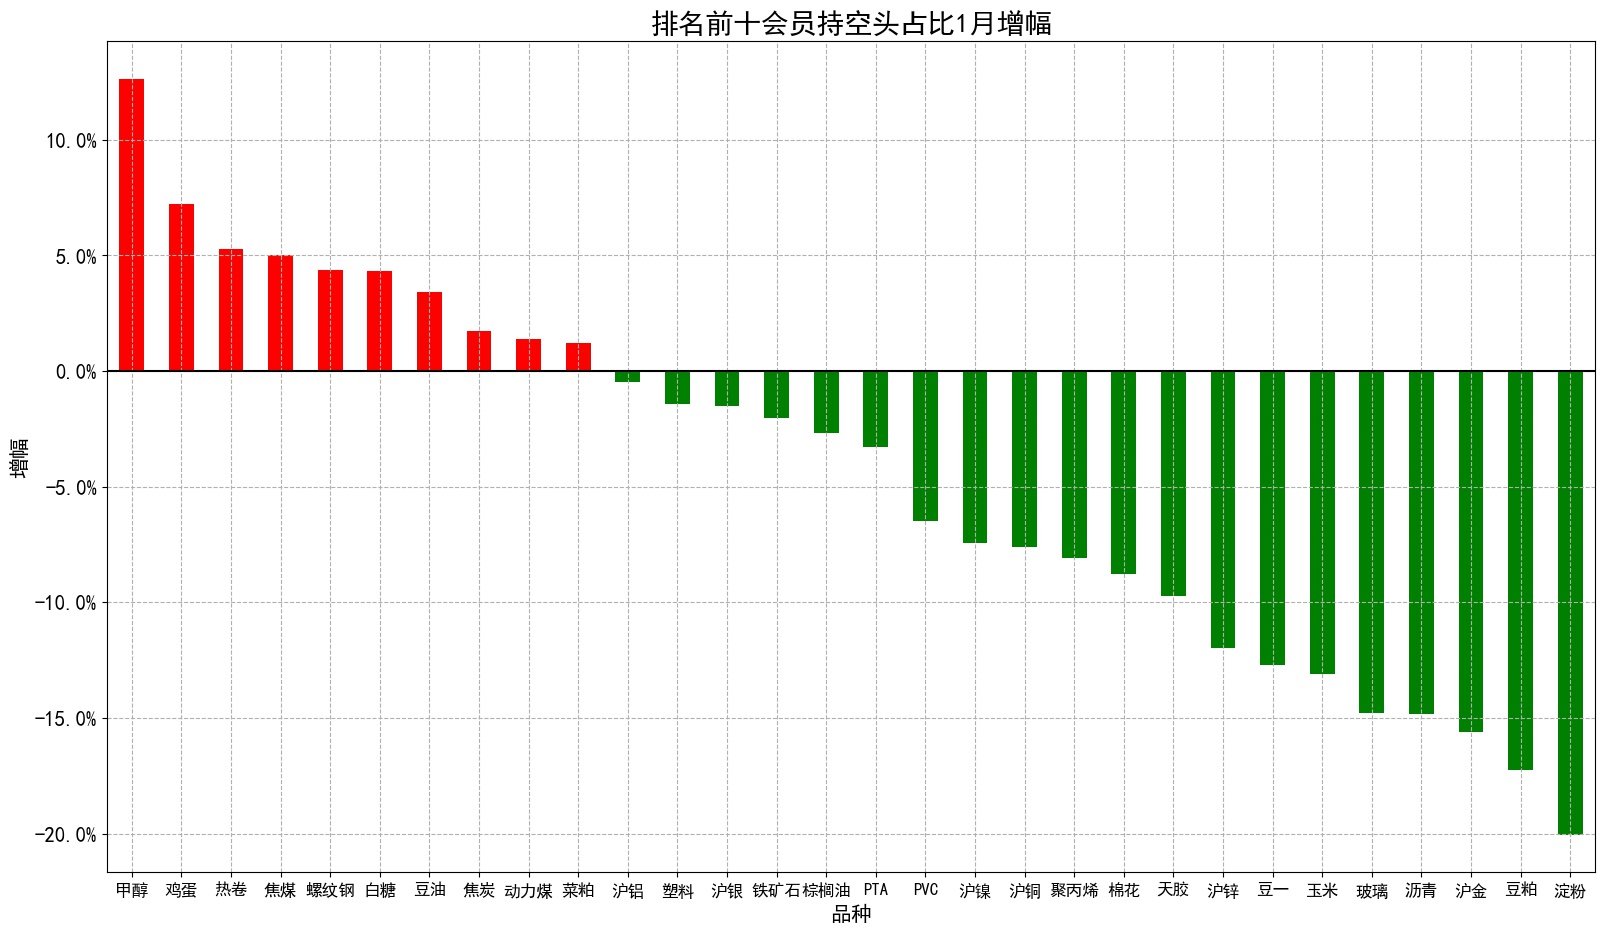 排名前十会员持空头占比1月增幅
10.0%
5.0%
0.0%
-5.0%
-10.0%
-15.0%
-20.0%
增幅
甲醇 鸡蛋 热卷 焦煤 螺纹钢 白糖 豆油 焦炭 动力煤 菜粕 沪铝 塑料 沪银 铁矿石 棕榈油 PTA PVC 沪镍 沪铜 聚丙烯 棉花 天胶 沪锌 豆一 玉米 玻璃 沥青 沪金 豆粕 淀粉
品种